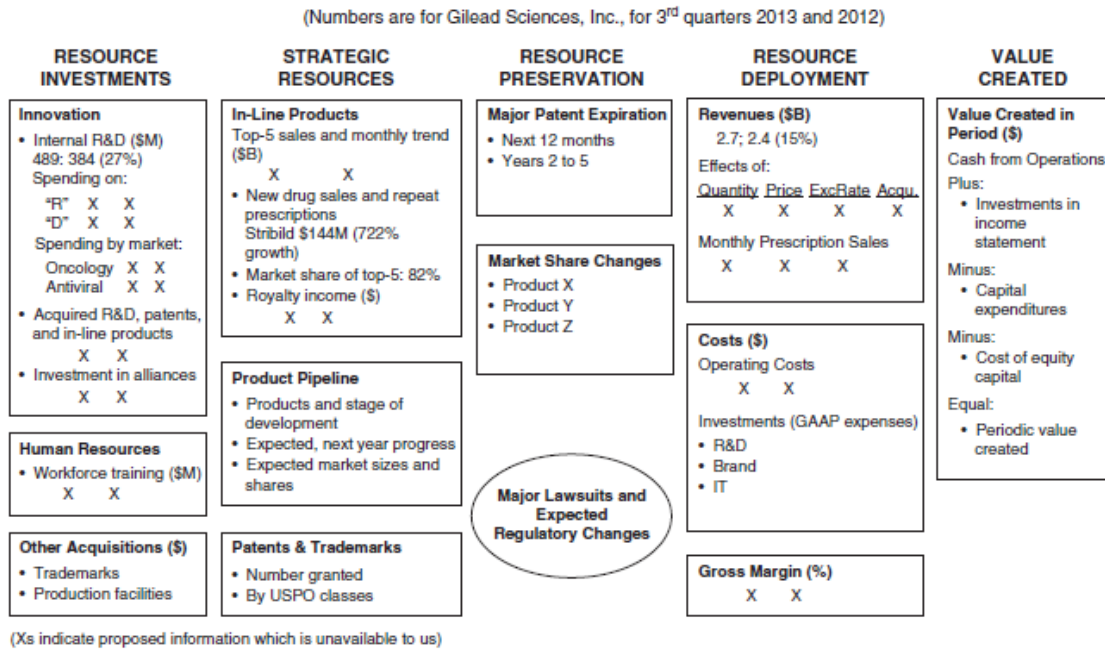 (Numbers are for Gilead Sciences, Inc., for 3rd quarters 2013 and 2012)
RESOURCE
INVESTMENTS
Innovation
• Internal R&D ($M)
489: 384 (27%)
Spending on:
"R" X X
"D" X X
Spending by market:
Oncology X X
Antiviral X X
• Acquired R&D, patents,
and in-line products
X X
• Investment in alliances
X X
Human Resources
• Workforce training ($M)
X X
Other Acquisitions ($)
• Trademarks
• Production facilities
STRATEGIC
RESOURCES
In-Line Products
Top-5 sales and monthly trend
($B)
X X
• New drug sales and repeat
prescriptions
Stribild $144M (722%
growth)
• Market share of top-5: 82%
• Royalty income ($)
X X
Product Pipeline
• Products and stage of
development
• Expected, next year progress
• Expected market sizes and
shares
Patents & Trademarks
• Number granted
• By USPO classes
RESOURCE
PRESERVATION
Major Patent Expiration
• Next 12 months
• Years 2 to 5
Market Share Changes
• Product X
• Product Y
• Product Z
Major Lawsuits and
Expected
Regulatory Changes
RESOURCE
DEPLOYMENT
Revenues ($B)
2.7; 2.4 (15%)
Effects of:
Quantity Price ExcRate Acqu.
X X X X
Monthly Prescription Sales
X X X
Costs ($)
Operating Costs
X X
Investments (GAAP expenses)
• R&D
• Brand
• IT
Gross Margin (%)
X X
VALUE
CREATED
Value Created in
Period ($)
Cash from Operations
Plus:
• Investments in
income
statement
Minus:
• Capital
expenditures
Minus:
• Cost of equity
capital
Equal:
• Periodic value
created
(Xs indicate proposed information which is unavailable to us)